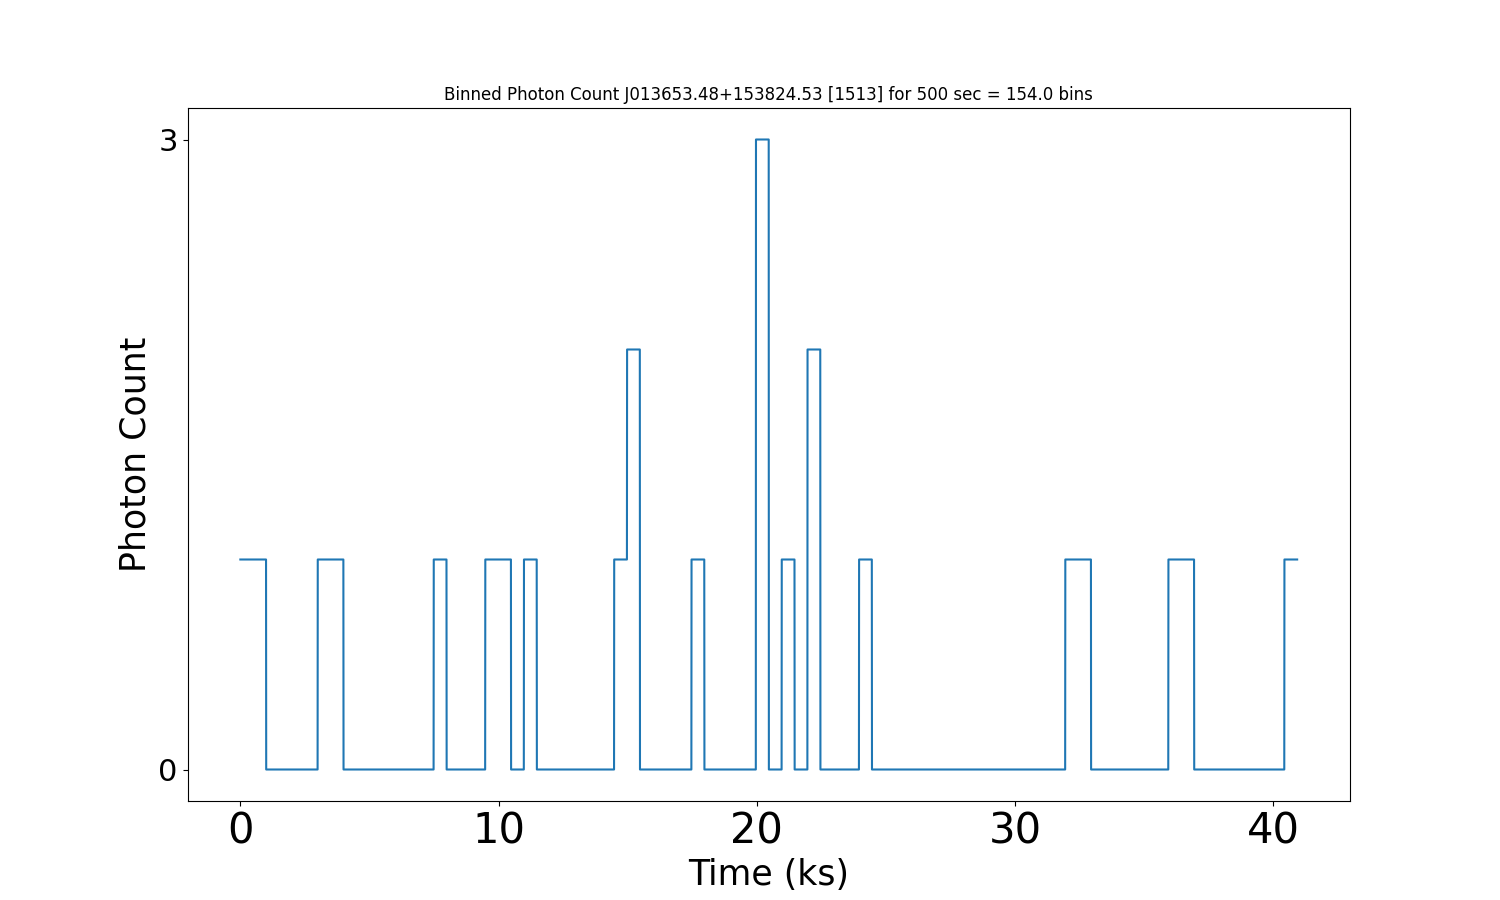 Binned Photon Count J013653.48+153824.53 [1513] for 500 sec = 154.0 bins
3
Photon Count
0
0 10 20 30 40
Time (ks)